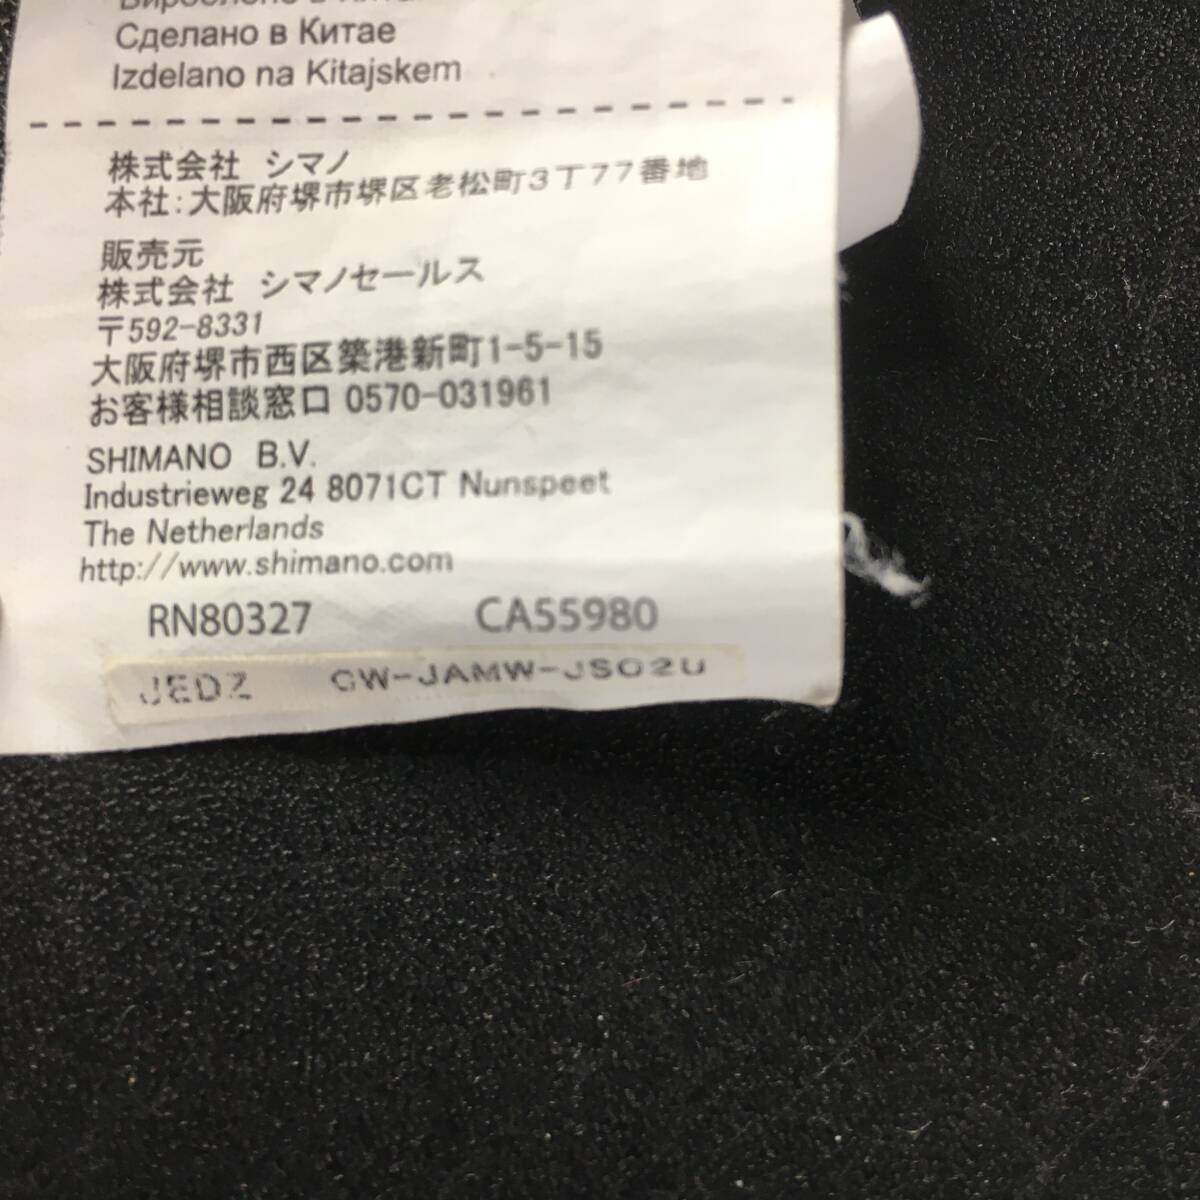 Сделано в Китае
Izdelano na Kitajskem
株式会社 シマノ
本社:大阪府堺市堺区老松町3丁77番地
販売元
株式会社 シマノセールス
〒592-8331
大阪府堺市西区築港新町1-5-15
お客様相談窓口 0570-031961
SHIMANO B.V.
Industrieweg 24 8071CT Nunspeet
The Netherlands
http://www.shimano.com
RN80327 CA55980
JEDZ CW-JAMW-JS02U